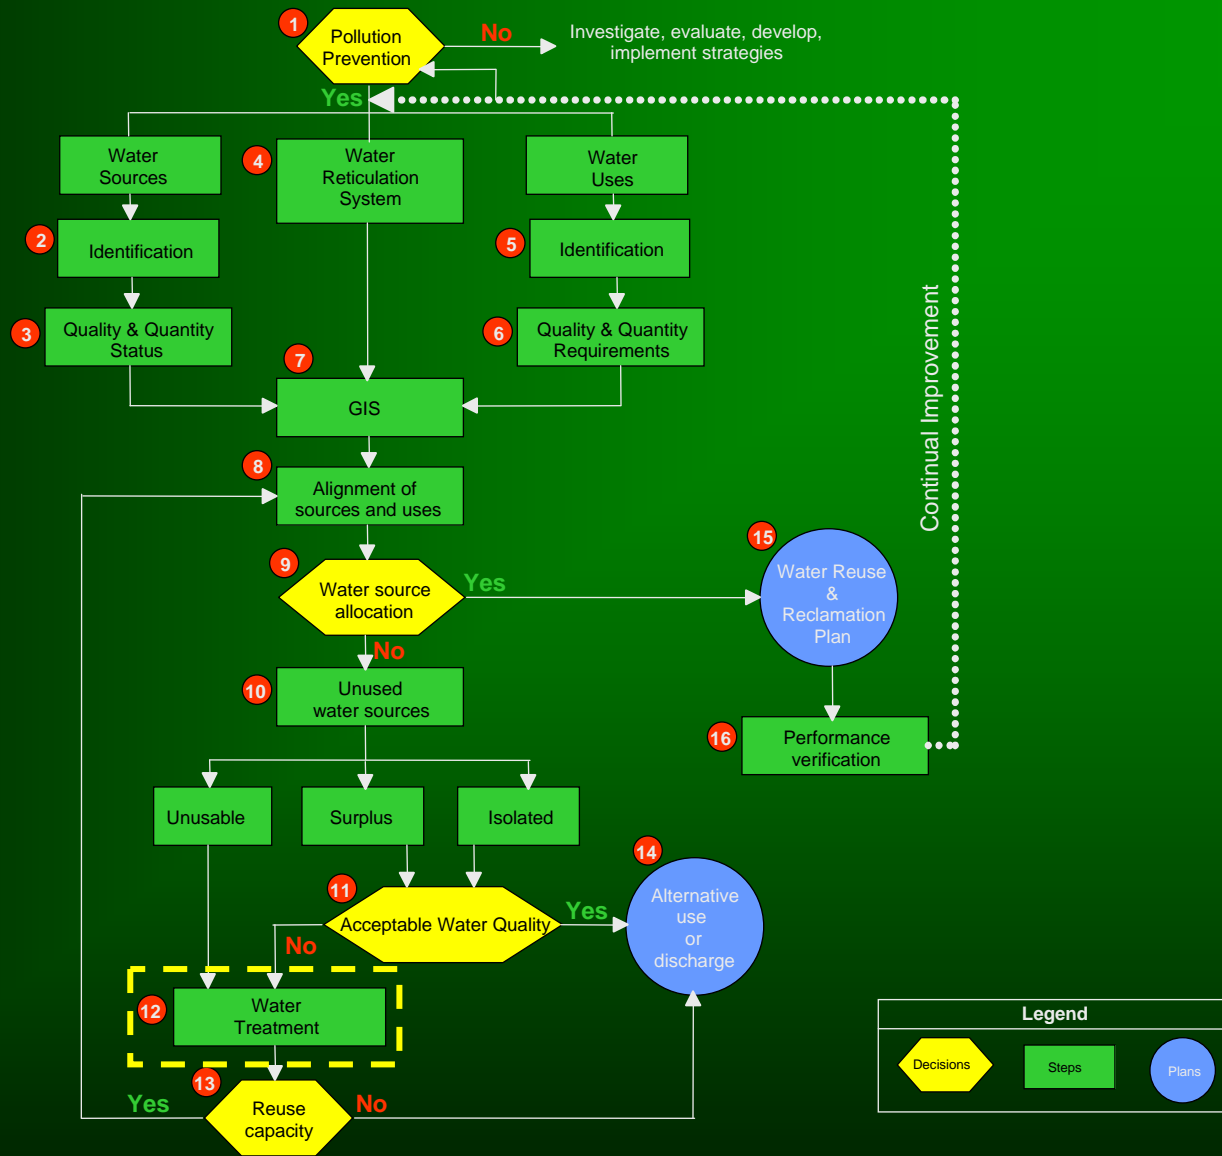 1
Pollution
Prevention
No
Investigate, evaluate, develop,
implement strategies
Yes
Water
Sources
4
Water
Reticulation
System
Water
Uses
2
Identification
5
Identification
3
Quality & Quantity
Status
6
Quality & Quantity
Requirements
7
GIS
8
Alignment of
sources and uses
9
Water source
allocation
Yes
No
15
Water Reuse
&
Reclamation
Plan
Continual Improvement
10
Unused
water sources
16
Performance
verification
Unusable
Surplus
Isolated
11
Acceptable Water Quality
Yes
No
14
Alternative
use
or
discharge
12
Water
Treatment
13
Reuse
capacity
Yes
No
Legend
Decisions
Steps
Plans